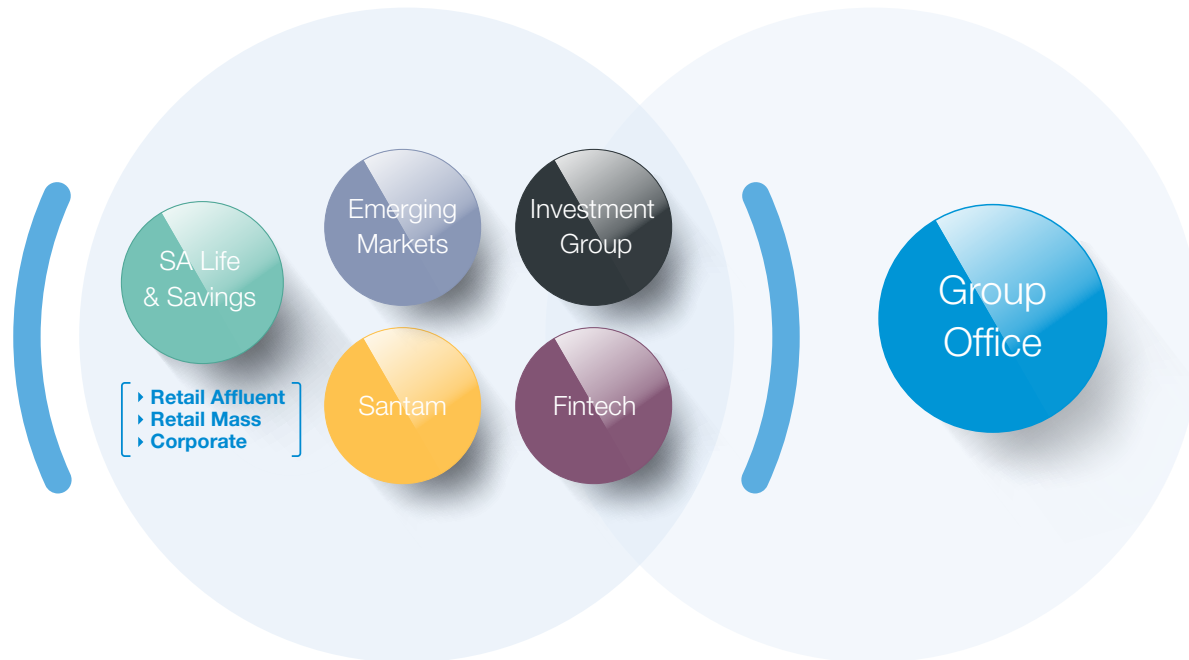 SA Life
& Savings
Retail Affluent
Retail Mass
Corporate
Emerging
Markets
Investment
Group
Santam
Fintech
Group
Office